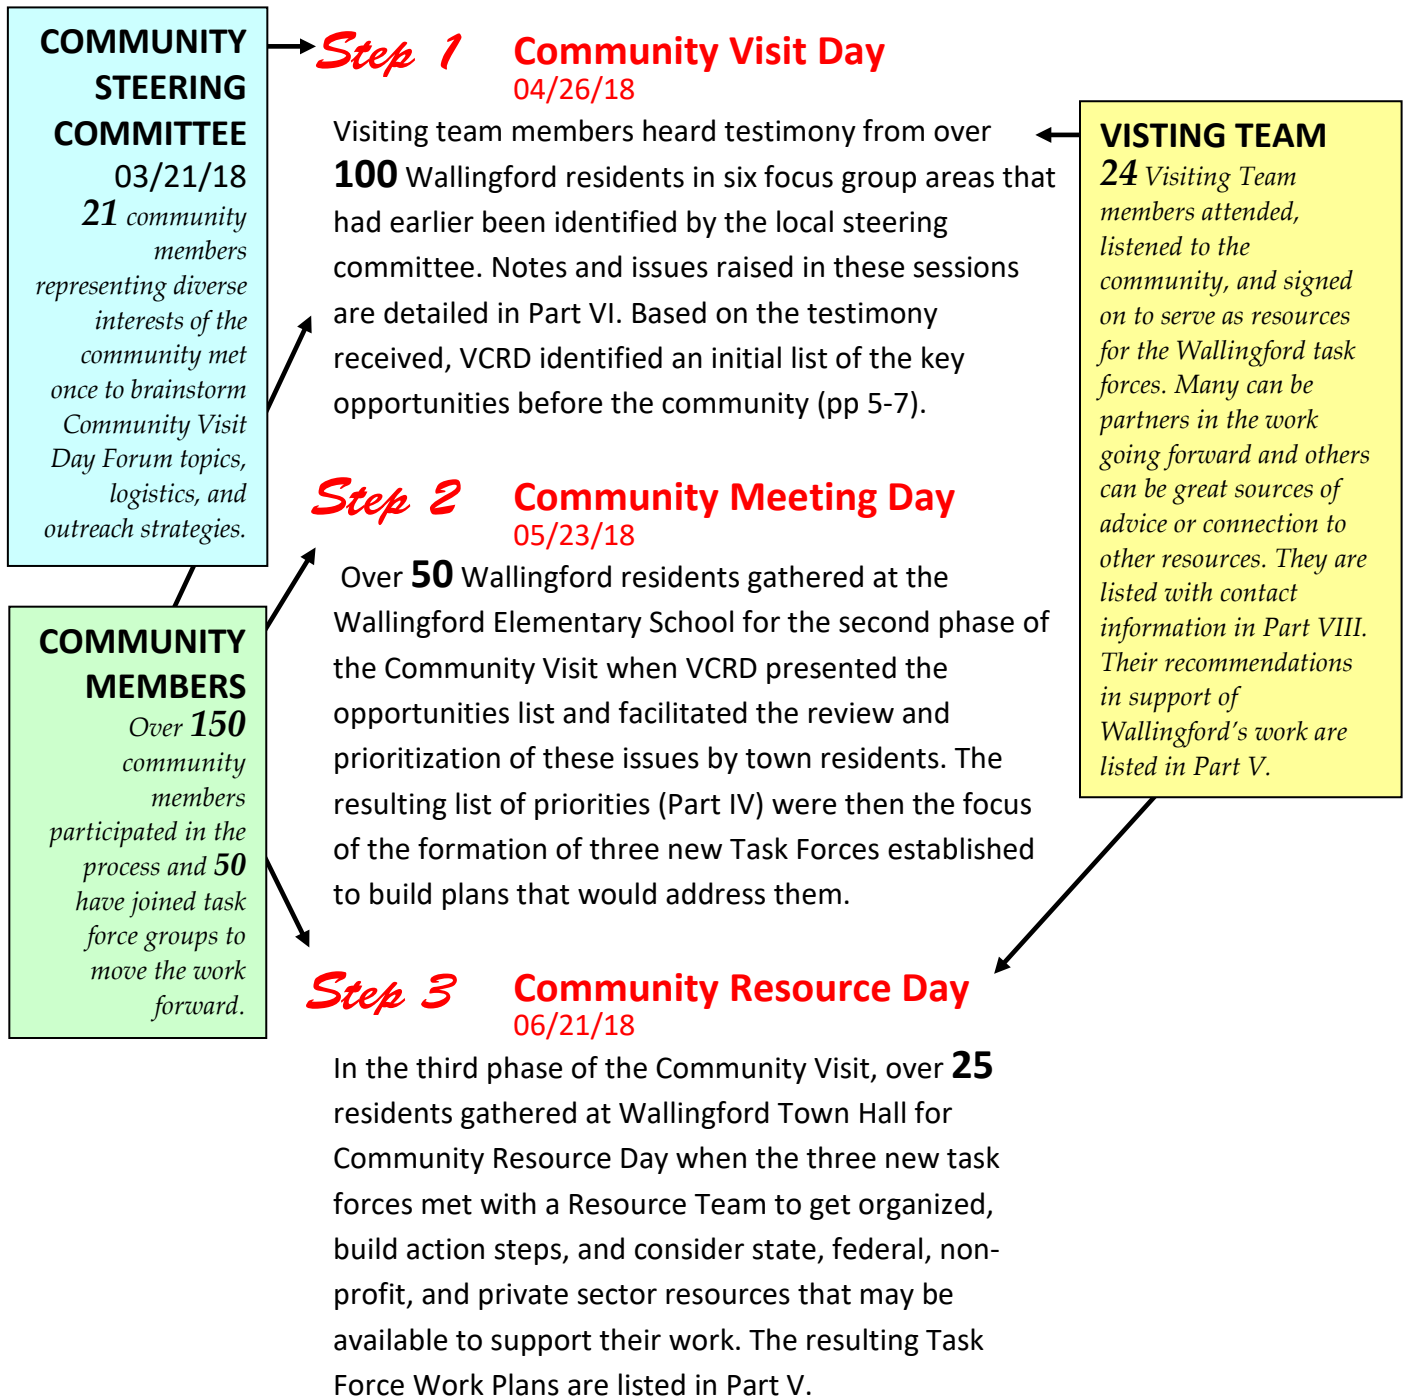 COMMUNITY
STEERING
COMMITTEE
03/21/18
21 community
members
representing diverse
interests of the
community met
once to brainstorm
Community Visit
Day Forum topics,
logistics, and
outreach strategies.
COMMUNITY
MEMBERS
Over 150
community
members
participated in the
process and 50
have joined task
force groups to
move the work
forward.
Step 1 Community Visit Day
04/26/18
Visiting team members heard testimony from over
100 Wallingford residents in six focus group areas that
had earlier been identified by the local steering
committee. Notes and issues raised in these sessions
are detailed in Part VI. Based on the testimony
received, VCRD identified an initial list of the key
opportunities before the community (pp 5-7).
Step 2 Community Meeting Day
05/23/18
Over 50 Wallingford residents gathered at the
Wallingford Elementary School for the second phase of
the Community Visit when VCRD presented the
opportunities list and facilitated the review and
prioritization of these issues by town residents. The
resulting list of priorities (Part IV) were then the focus
of the formation of three new Task Forces established
to build plans that would address them.
Step 3 Community Resource Day
06/21/18
In the third phase of the Community Visit, over 25
residents gathered at Wallingford Town Hall for
Community Resource Day when the three new task
forces met with a Resource Team to get organized,
build action steps, and consider state, federal, non-
profit, and private sector resources that may be
available to support their work. The resulting Task
Force Work Plans are listed in Part V.
VISTING TEAM
24 Visiting Team
members attended,
listened to the
community, and signed
on to serve as resources
for the Wallingford task
forces. Many can be
partners in the work
going forward and others
can be great sources of
advice or connection to
other resources. They are
listed with contact
information in Part VIII.
Their recommendations
in support of
Wallingford's work are
listed in Part V.